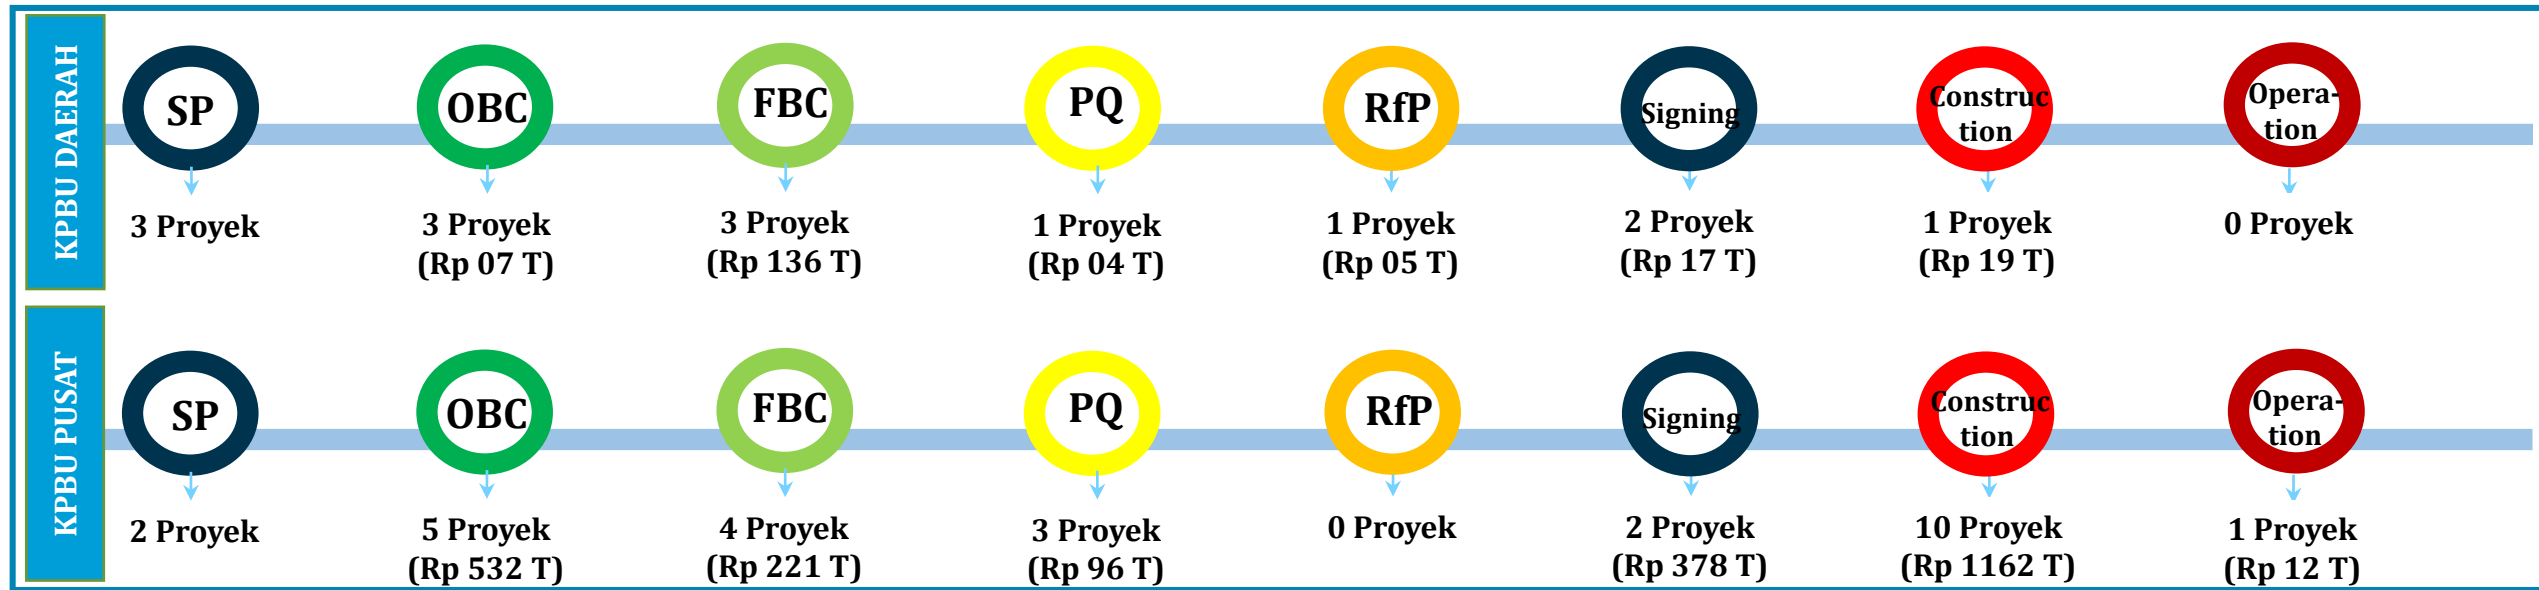 KPBU DAERAH
SP
OBC
FBC
PQ
RfP
Signing
Construc
tion
Opera-
tion
3 Proyek
3 Proyek
(Rp 07 T)
3 Proyek
(Rp 136 T)
1 Proyek
(Rp 04 T)
1 Proyek
(Rp 05 T)
2 Proyek
(Rp 17 T)
1 Proyek
(Rp 19 T)
0 Proyek
KPBU PUSAT
SP
OBC
FBC
PQ
RfP
Signing
Construc
tion
Opera-
tion
2 Proyek
5 Proyek
(Rp 532 T)
4 Proyek
(Rp 221 T)
3 Proyek
(Rp 96 T)
0 Proyek
2 Proyek
(Rp 378 T)
10 Proyek
(Rp 1162 T)
1 Proyek
(Rp 12 T)